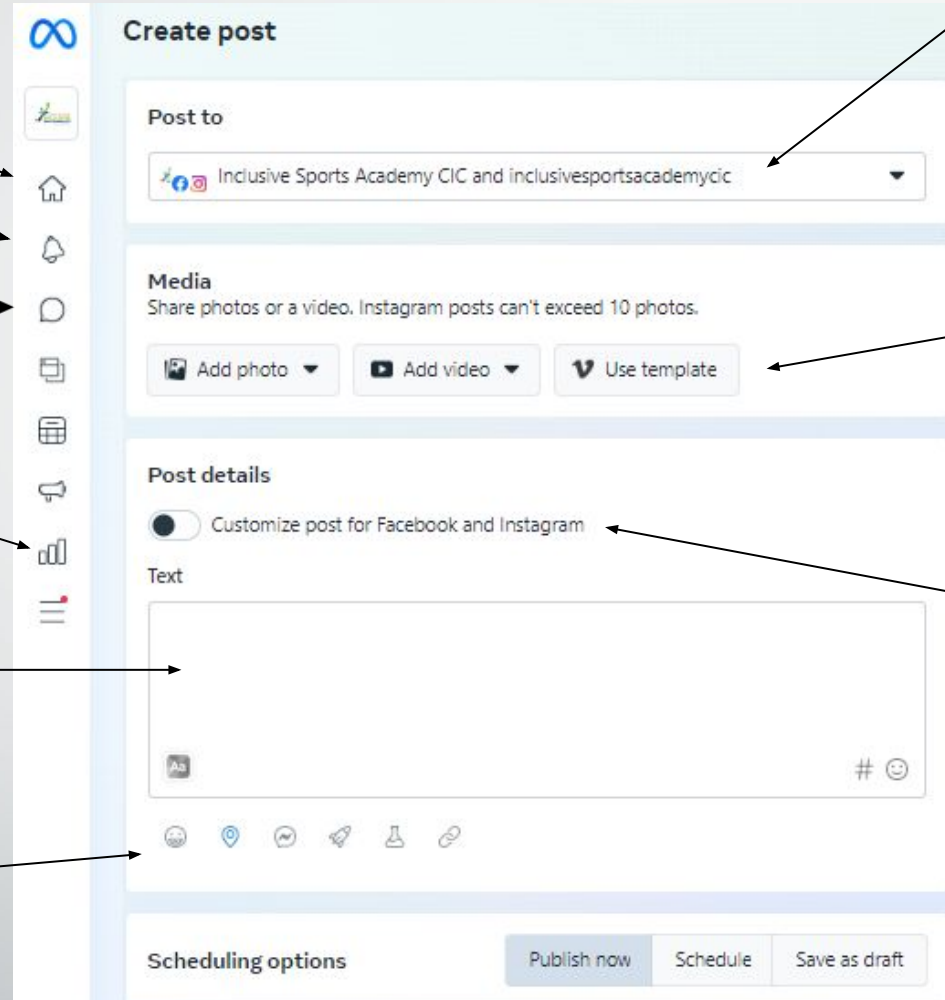 Create post
Post to
Inclusive Sports Academy CIC and inclusivesportsacademycic
Media
Share photos or a video. Instagram posts can't exceed 10 photos.
Add photo
Add video
Use template
Post details
Customize post for Facebook and Instagram
Text
Aa
#
Scheduling options
Publish now
Schedule
Save as draft